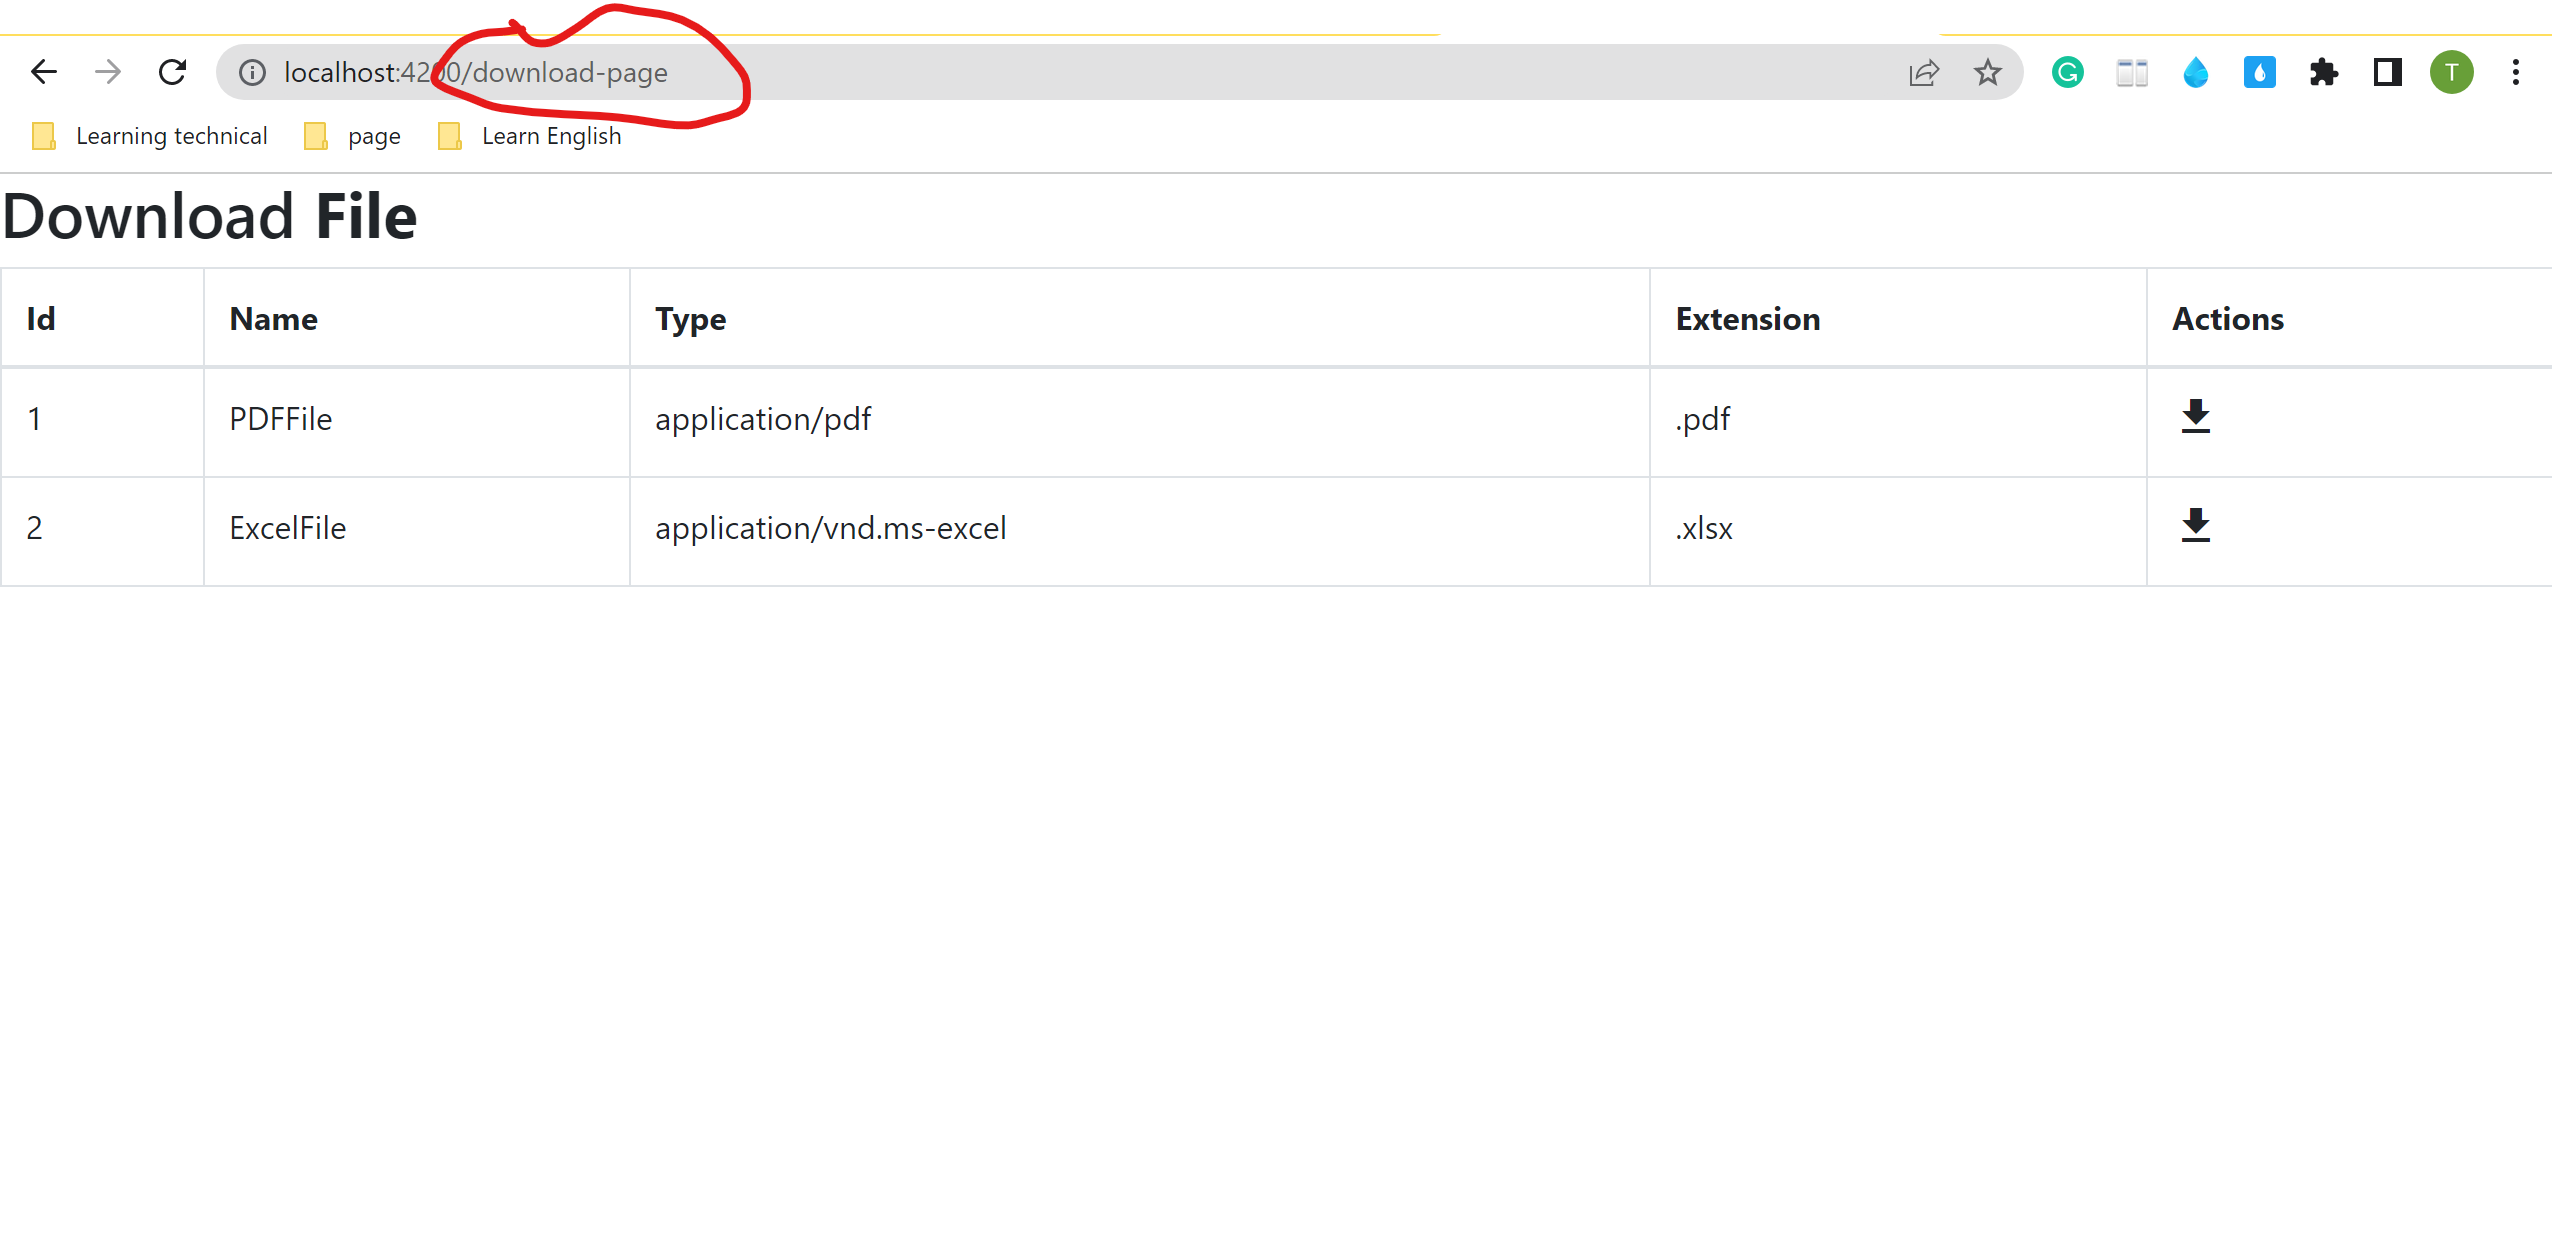 localhost:4200/download-page
T
Learning technical page Learn English
Download File
Id Name Type Extension Actions
1 PDFFile application/pdf .pdf
2 ExcelFile application/vnd.ms-excel .xlsx